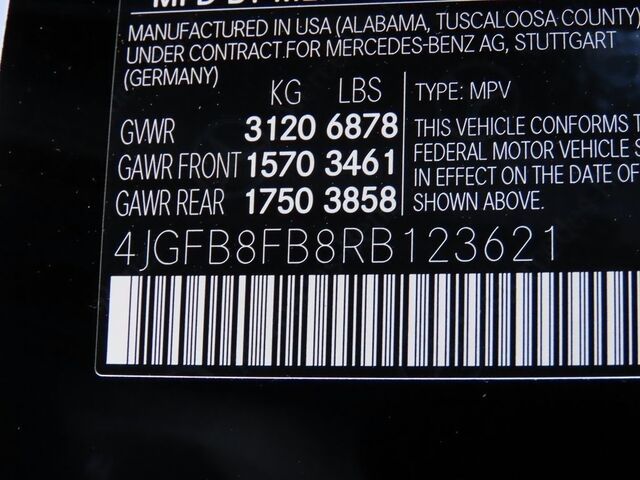 MFD BY
MANUFACTURED IN USA (ALABAMA, TUSCALOOSA COUNTY)
UNDER CONTRACT.FOR MERCEDES-BENZ AG, STUTTGART
(GERMANY)
KG LBS
TYPE: MPV
GVWR 3120 6878
THIS VEHICLE CONFORMS
GAWR FRONT 1570 3461
FEDERAL MOTOR VEHICLE
GAWR REAR 1750 3858
IN EFFECT ON THE DATE
SHOWN ABOVE.
4JGFB8FB8RB123621